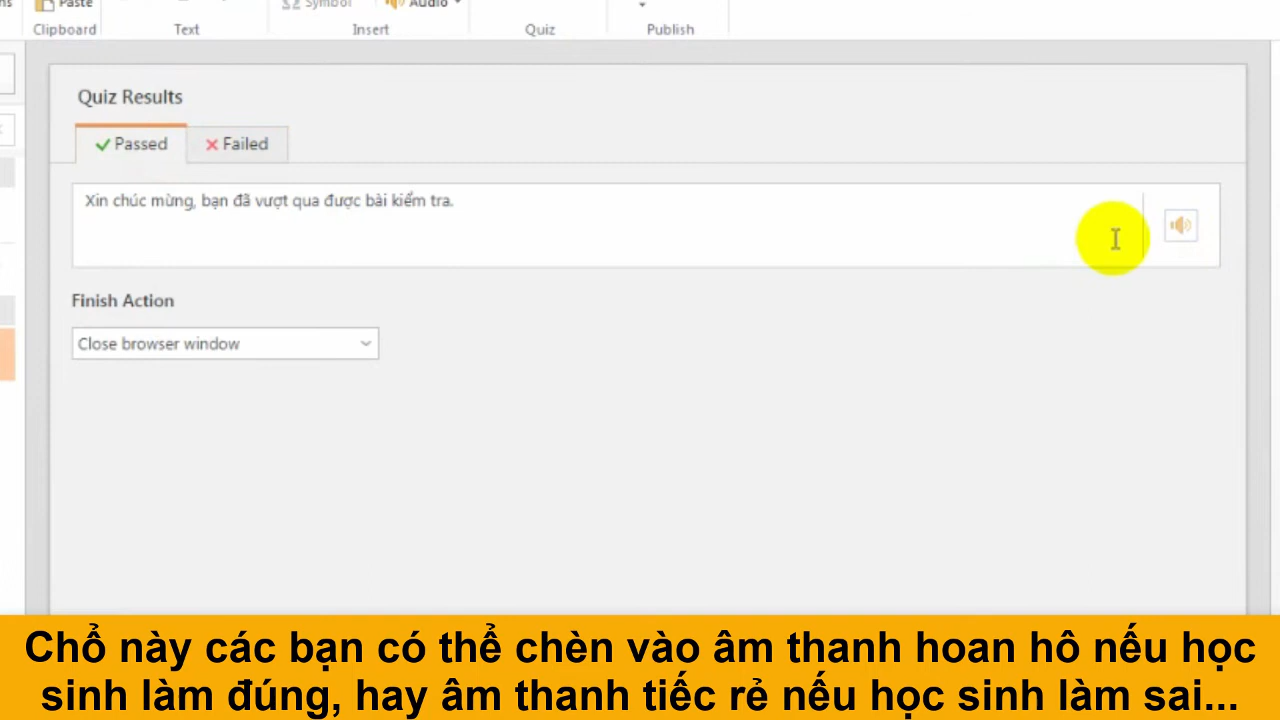 Paste
Symbol
Audio
Clipboard
Text
Insert
Quiz
Publish
Quiz Results
Passed
Failed
Xin chúc mừng, bạn đã vượt qua được bài kiểm tra.
Finish Action
Close browser window
Chổ này các bạn có thể chèn vào âm thanh hoan hô nếu học
sinh làm đúng, hay âm thanh tiếc rẻ nếu học sinh làm sai...